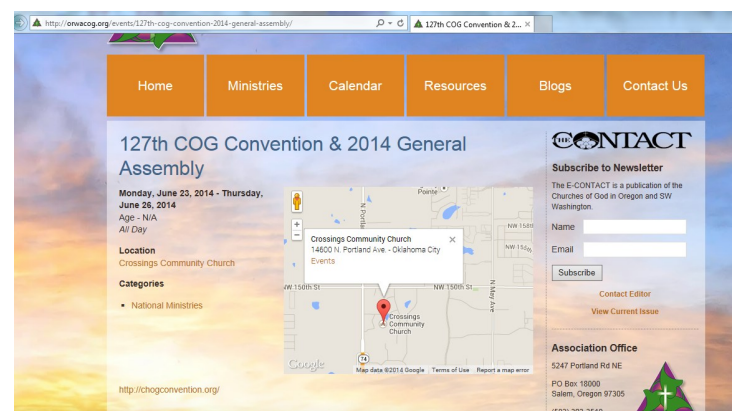 http://orwacog.org/events/127th-cog-convention-2014-general-assembly/
127th COG Convention & 2...
Home
Ministries
Calendar
Resources
Blogs
Contact Us
127th COG Convention & 2014 General
Assembly
Monday, June 23, 2014 - Thursday,
June 26, 2014
Age - N/A
All Day
Location
Crossings Community Church
Categories
National Ministries
http://chogconvention.org/
Pointe
N Portla
NW 150th St
NW 150th St
N May Ave
Crossings Community Church
14600 N. Portland Ave. - Oklahoma City
Events
Crossings
Community
Church
74
Google
Map data ©2014 Google
Terms of Use
Report a map error
THE CONTACT
Subscribe to Newsletter
The E-CONTACT is a publication of the
Churches of God in Oregon and SW
Washington.
Name
Email
Subscribe
Contact Editor
View Current Issue
Association Office
5247 Portland Rd NE
PO Box 18000
Salem, Oregon 97305